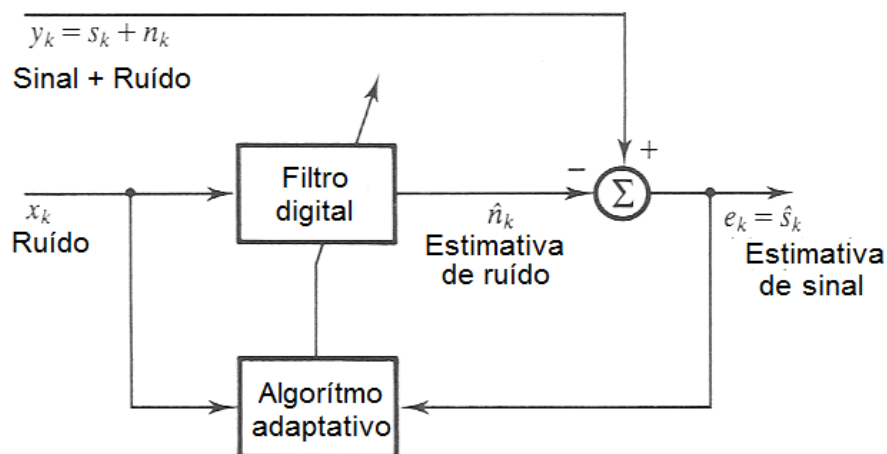 y_k = s_k + n_k
Sinal + Ruído
+
−
Filtro
digital
Σ
x_k
Ruído
n̂_k
Estimativa
de ruído
e_k = ŝ_k
Estimativa
de sinal
Algorítmo
adaptativo